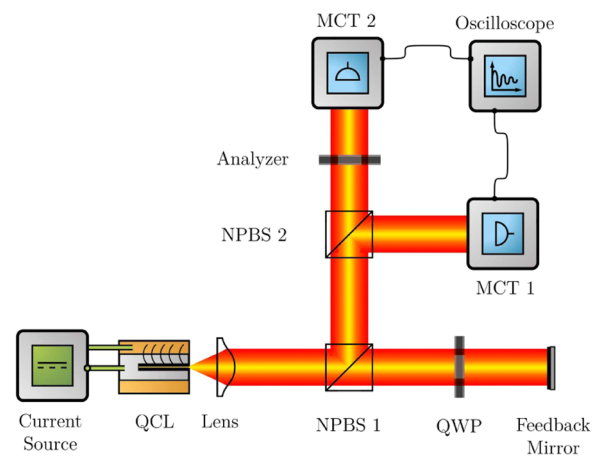 MCT 2
Oscilloscope
Analyzer
NPBS 2
MCT 1
Current
Source
QCL
Lens
NPBS 1
QWP
Feedback
Mirror